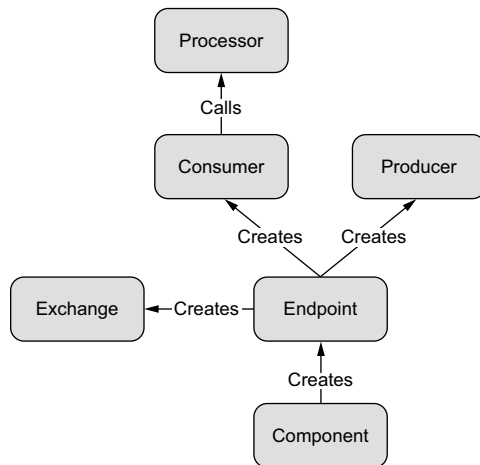 Processor
Calls
Consumer
Producer
Creates
Creates
Exchange
Creates
Endpoint
Creates
Component